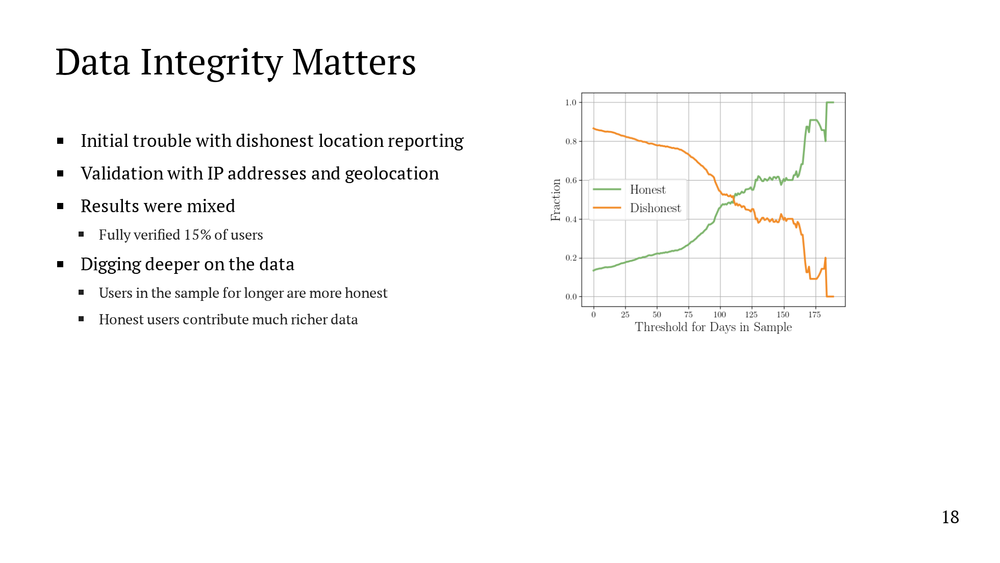 Data Integrity Matters
Initial trouble with dishonest location reporting
Validation with IP addresses and geolocation
Results were mixed
Fully verified 15% of users
Digging deeper on the data
Users in the sample for longer are more honest
Honest users contribute much richer data
1.0
0.8
0.6
0.4
0.2
0.0
Fraction
Honest
Dishonest
0 25 50 75 100 125 150 175
Threshold for Days in Sample
18